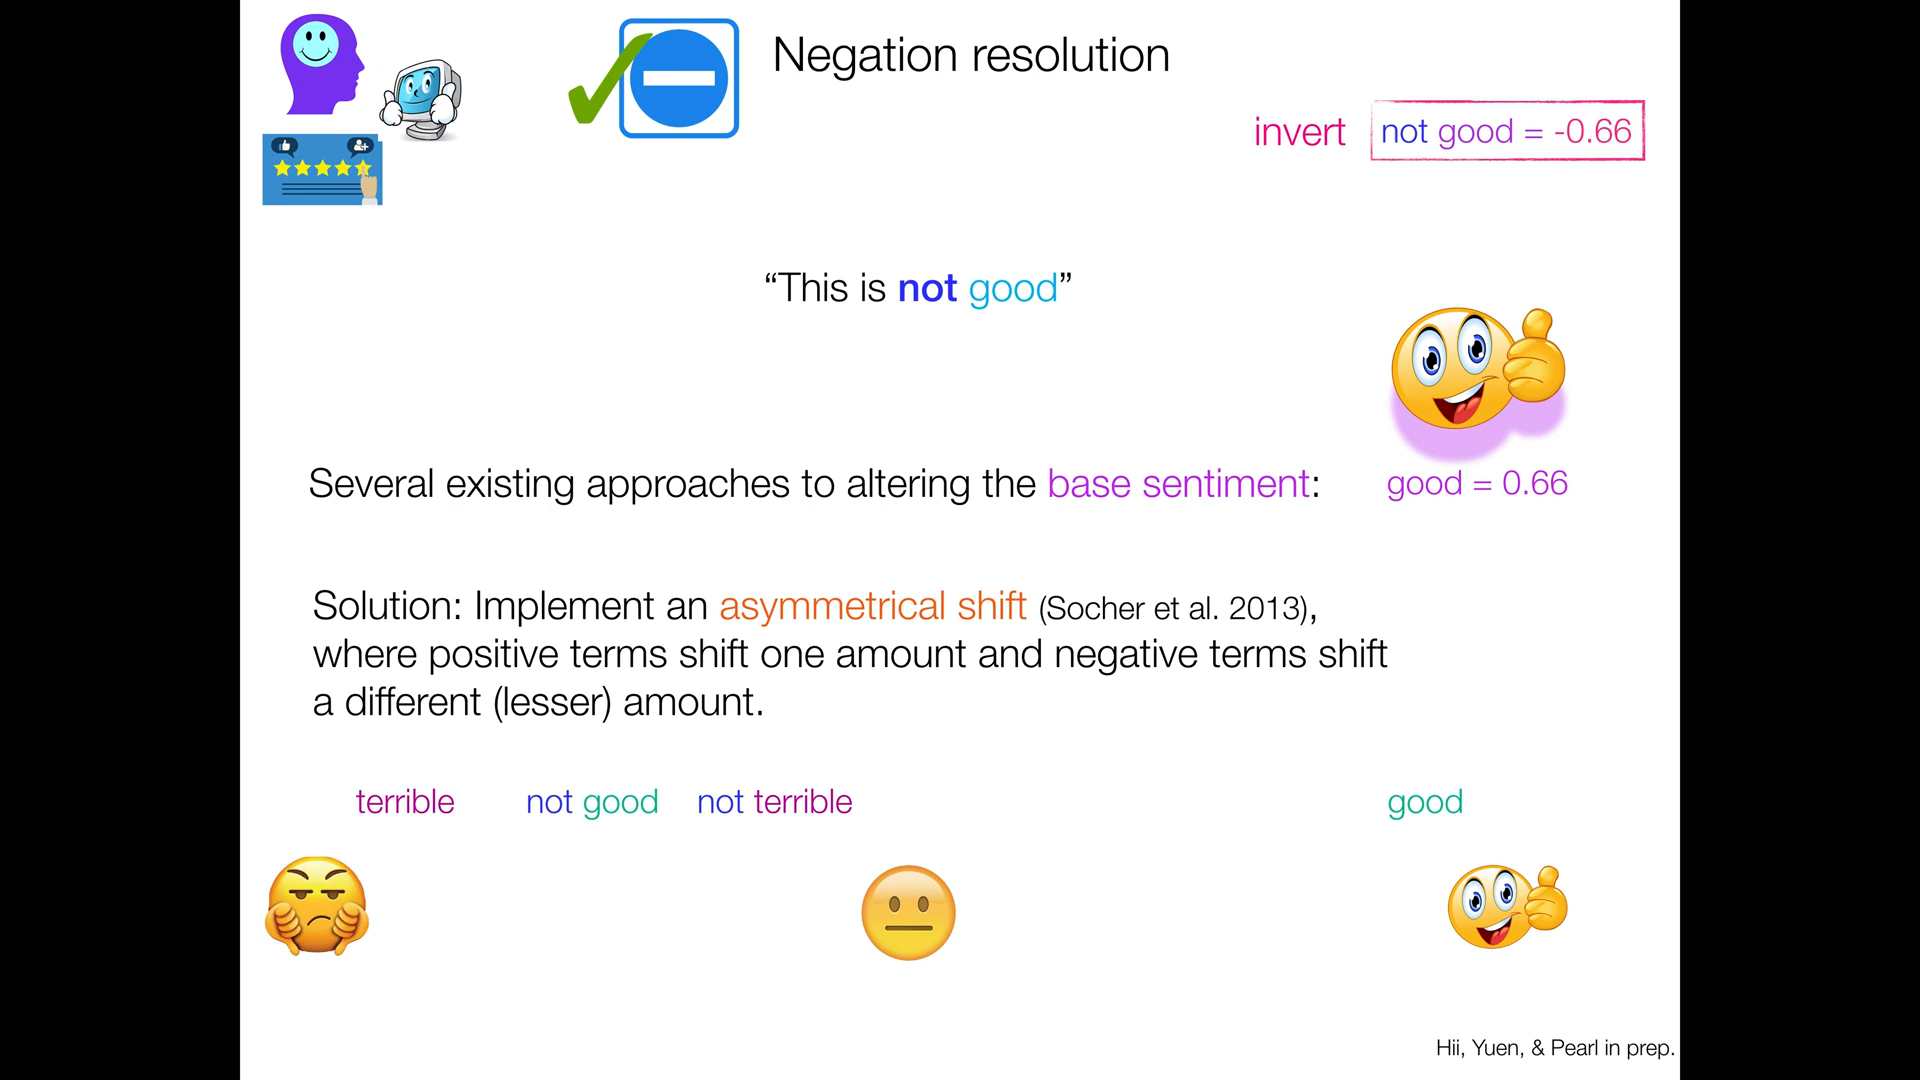 Negation resolution
invert not good = -0.66
“This is not good”
Several existing approaches to altering the base sentiment: good = 0.66
Solution: Implement an asymmetrical shift (Socher et al. 2013),
where positive terms shift one amount and negative terms shift
a different (lesser) amount.
terrible not good not terrible good
Hii, Yuen, & Pearl in prep.